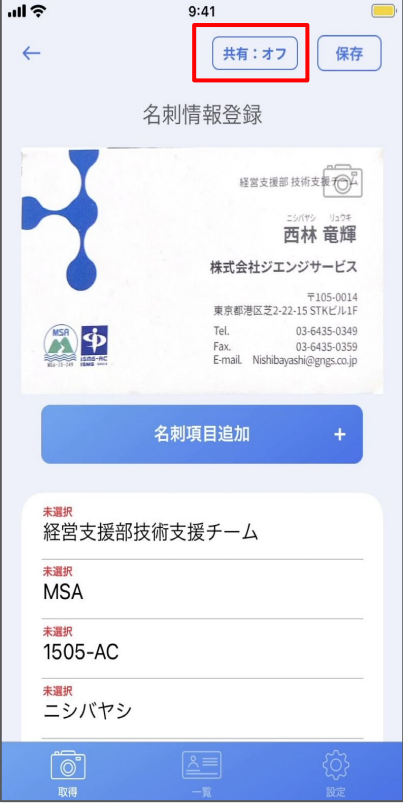 9:41
共有：オフ
保存
名刺情報登録
経営支援部 技術支援チーム
ニシバヤシ リュウキ
西林 竜輝
株式会社ジエンジサービス
〒105-0014
東京都港区芝2-22-15 STKビル1F
Tel. 03-6435-0349
Fax. 03-6435-0359
E-mail. Nishibayashi@gngs.co.jp
MSA
ISMS
名刺項目追加 +
未選択
経営支援部技術支援チーム
未選択
MSA
未選択
1505-AC
未選択
ニシバヤシ
取得
一覧
設定